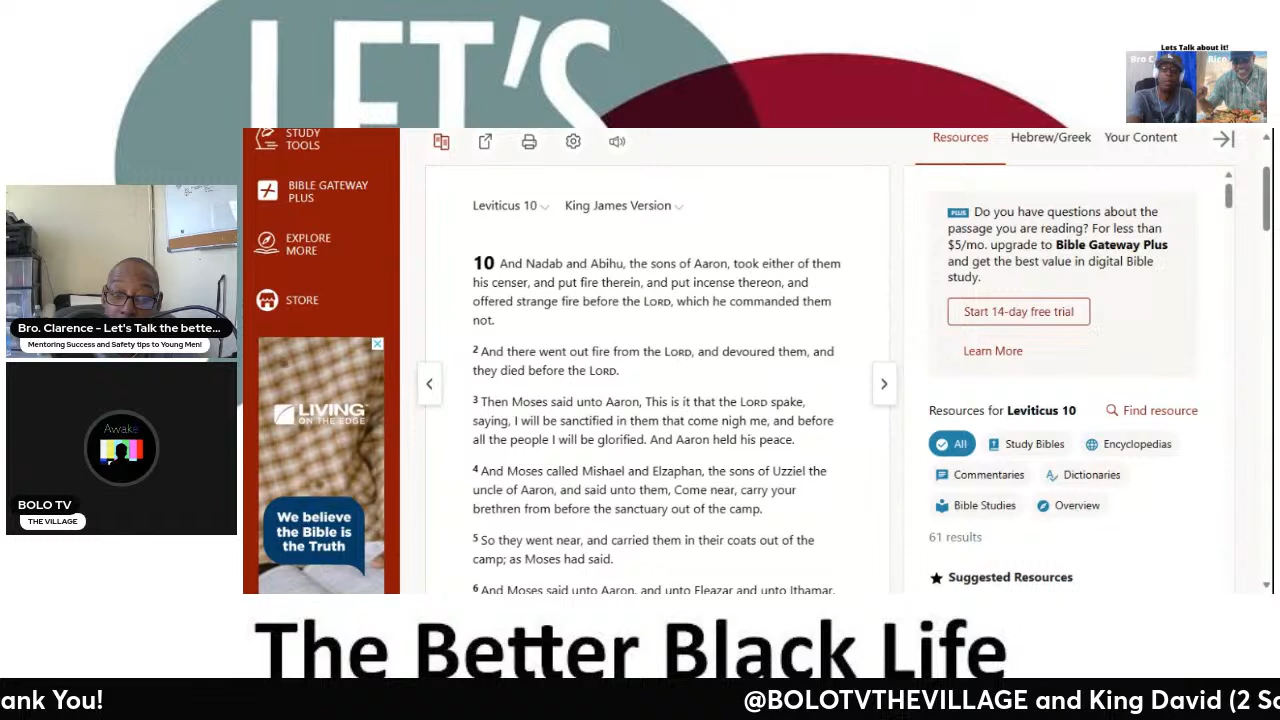 LET'S
Lets Talk about it!
Bro C
Rico
STUDY
TOOLS
BIBLE GATEWAY
PLUS
EXPLORE
MORE
STORE
LIVING
ON THE EDGE
We believe
the Bible is
the Truth
Resources Hebrew/Greek Your Content
Leviticus 10 King James Version
10 And Nadab and Abihu, the sons of Aaron, took either of them
his censer, and put fire therein, and put incense thereon, and
offered strange fire before the LORD, which he commanded them
not.
2 And there went out fire from the LORD, and devoured them, and
they died before the LORD.
3 Then Moses said unto Aaron, This is it that the LORD spake,
saying, I will be sanctified in them that come nigh me, and before
all the people I will be glorified. And Aaron held his peace.
4 And Moses called Mishael and Elzaphan, the sons of Uzziel the
uncle of Aaron, and said unto them, Come near, carry your
brethren from before the sanctuary out of the camp.
5 So they went near, and carried them in their coats out of the
camp; as Moses had said.
6 And Moses said unto Aaron, and unto Eleazar and unto Ithamar,
PLUS Do you have questions about the
passage you are reading? For less than
$5/mo. upgrade to Bible Gateway Plus
and get the best value in digital Bible
study.
Start 14-day free trial
Learn More
Resources for Leviticus 10 Find resource
All Study Bibles Encyclopedias
Commentaries Dictionaries
Bible Studies Overview
61 results
Suggested Resources
Bro. Clarence - Let's Talk the bette...
Mentoring Success and Safety tips to Young Men!
Awake
BOLO TV
THE VILLAGE
The Better Black Life
ank You! @BOLOTVTHEVILLAGE and King David (2 Sa